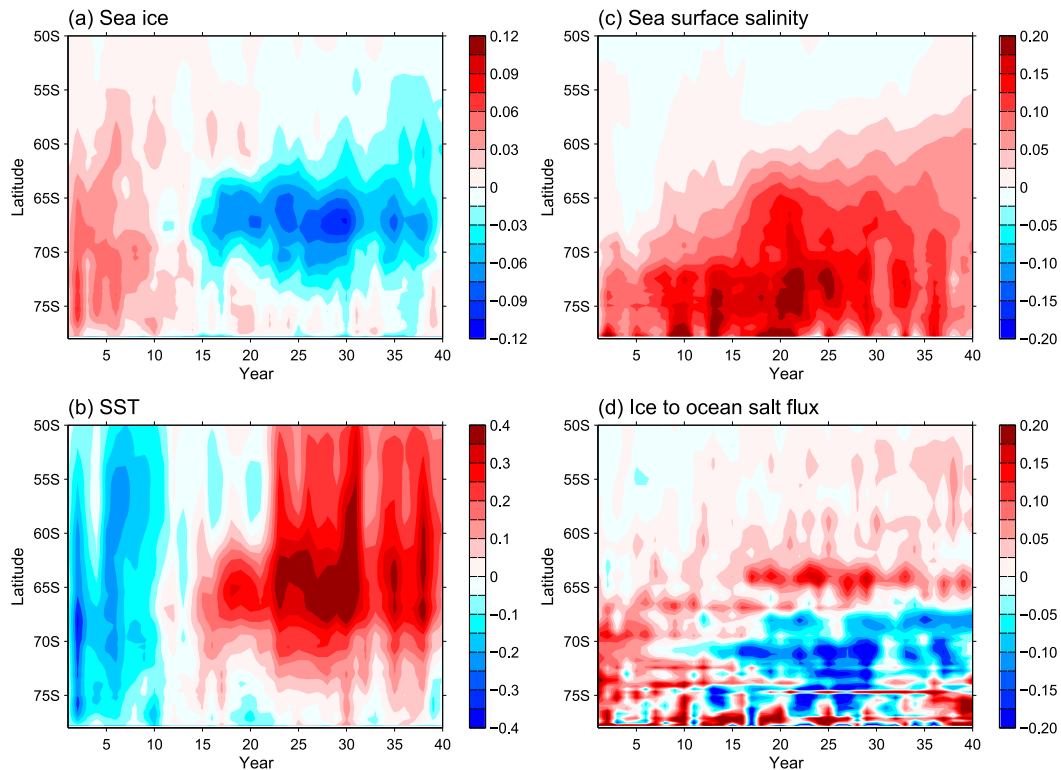 (a) Sea ice
50S
55S
60S
65S
70S
75S
Latitude
5 10 15 20 25 30 35 40
Year
0.12
0.09
0.06
0.03
0
−0.03
−0.06
−0.09
−0.12
(c) Sea surface salinity
50S
55S
60S
65S
70S
75S
Latitude
5 10 15 20 25 30 35 40
Year
0.20
0.15
0.10
0.05
0
−0.05
−0.10
−0.15
−0.20
(b) SST
50S
55S
60S
65S
70S
75S
Latitude
5 10 15 20 25 30 35 40
Year
0.4
0.3
0.2
0.1
0
−0.1
−0.2
−0.3
−0.4
(d) Ice to ocean salt flux
50S
55S
60S
65S
70S
75S
Latitude
5 10 15 20 25 30 35 40
Year
0.20
0.15
0.10
0.05
0
−0.05
−0.10
−0.15
−0.20